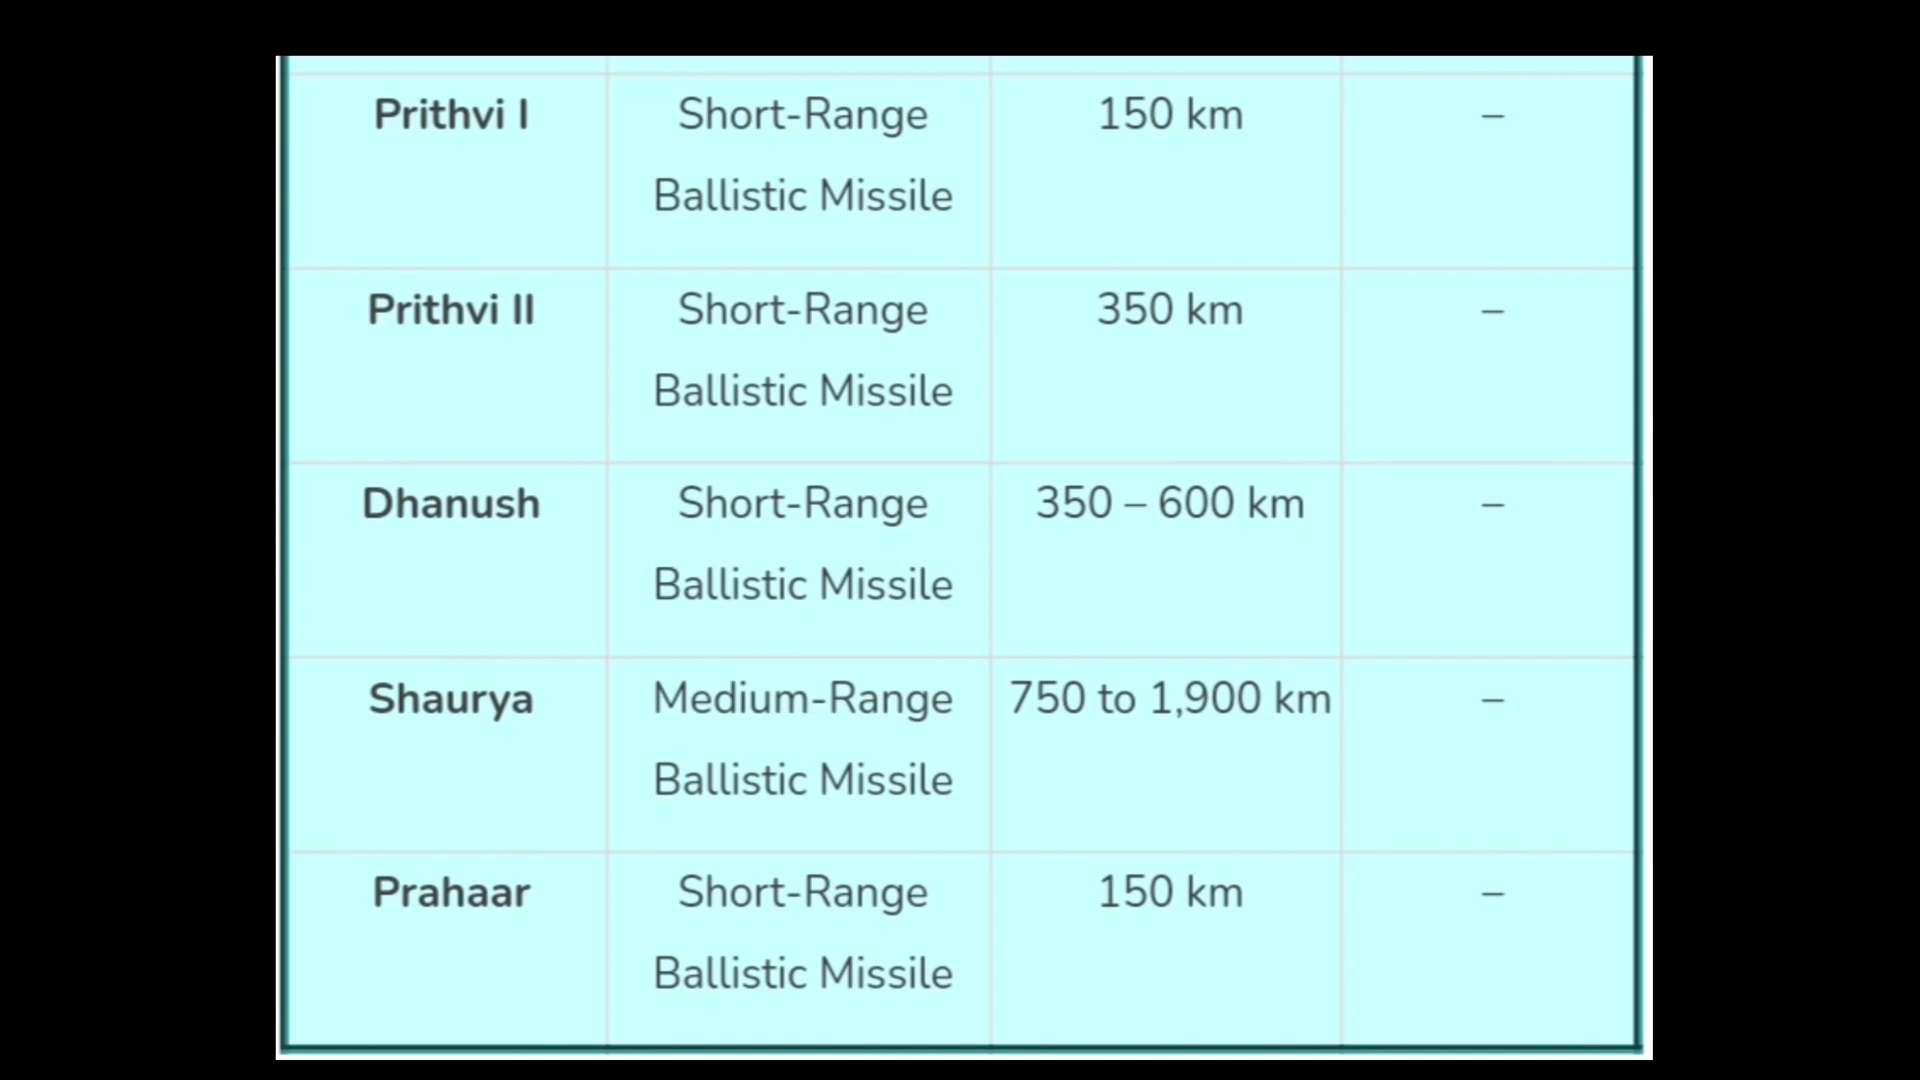 Prithvi I Short-Range 150 km –
Ballistic Missile
Prithvi II Short-Range 350 km –
Ballistic Missile
Dhanush Short-Range 350 – 600 km –
Ballistic Missile
Shaurya Medium-Range 750 to 1,900 km –
Ballistic Missile
Prahaar Short-Range 150 km –
Ballistic Missile